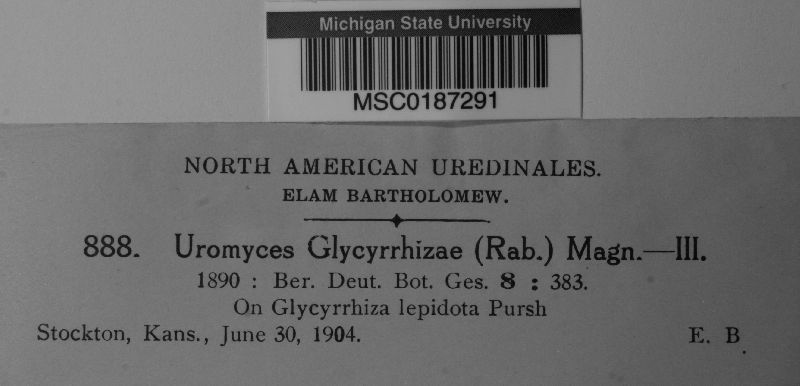 Michigan State University
MSC0187291
NORTH AMERICAN UREDINALES.
ELAM BARTHOLOMEW.
888. Uromyces Glycyrrhizae (Rab.) Magn.—III.
1890 : Ber. Deut. Bot. Ges. 8 : 383.
On Glycyrrhiza lepidota Pursh
Stockton, Kans., June 30, 1904. E. B.